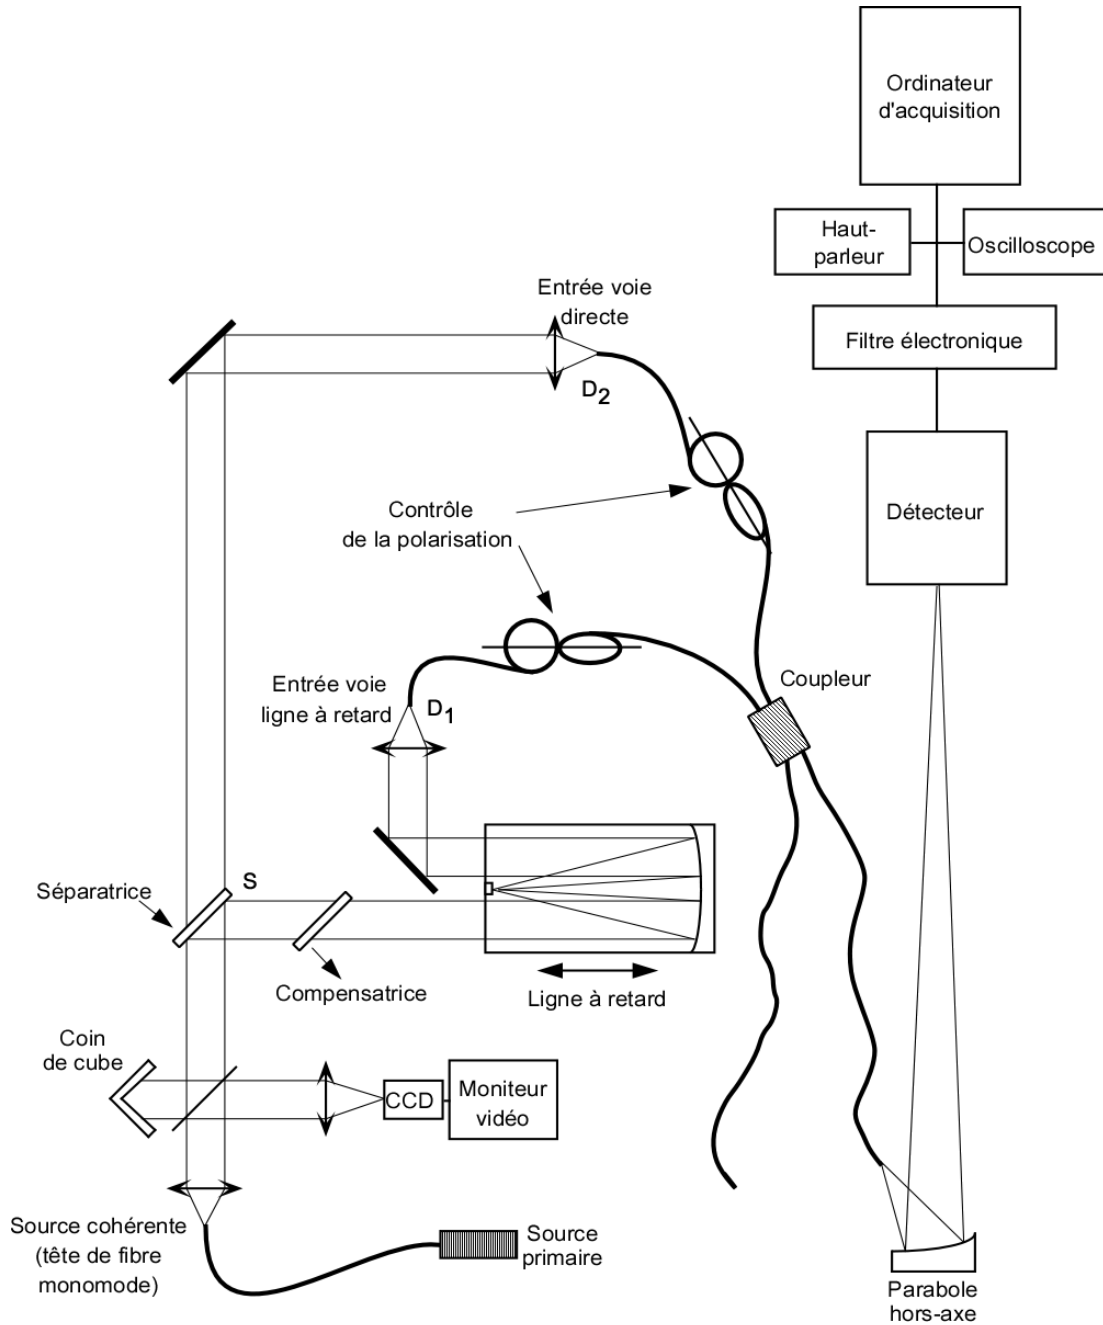 Ordinateur
d'acquisition
Haut-
parleur
Oscilloscope
Filtre électronique
Entrée voie
directe
D2
Détecteur
Contrôle
de la polarisation
Coupleur
Entrée voie
ligne à retard
D1
Séparatrice
S
Compensatrice
Ligne à retard
Coin
de cube
CCD
Moniteur
vidéo
Source cohérente
(tête de fibre
monomode)
Source
primaire
Parabole
hors-axe